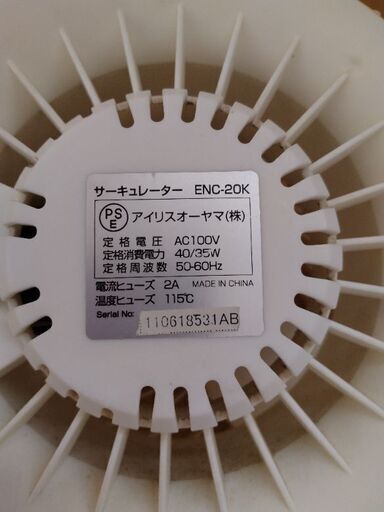 サーキュレーター ENC-20K
PSE アイリスオーヤマ(株)
定格電圧 AC100V
定格消費電力 40/35W
定格周波数 50-60Hz
電流ヒューズ 2A MADE IN CHINA
温度ヒューズ 115℃
Serial No: 110618531AB